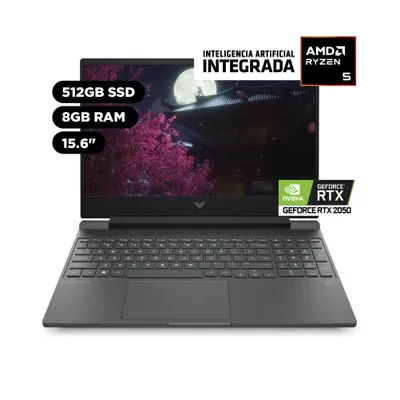 INTELIGENCIA ARTIFICIAL
INTEGRADA
AMD
RYZEN
5
512GB SSD
8GB RAM
15.6"
NVIDIA
GEFORCE
RTX
GEFORCE RTX 2050